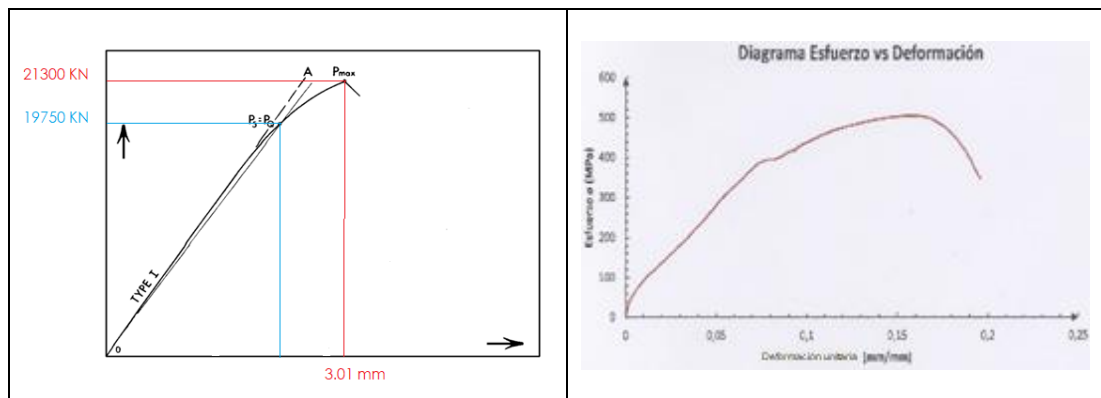 21300 KN
19750 KN
A
Pmax
P5=PQ
TYPE I
0
3.01 mm
Diagrama Esfuerzo vs Deformación
Esfuerzo σ (MPa)
600
500
400
300
200
100
0
0
0,05
0,1
0,15
0,2
0,25
Deformación unitaria [mm/mm]